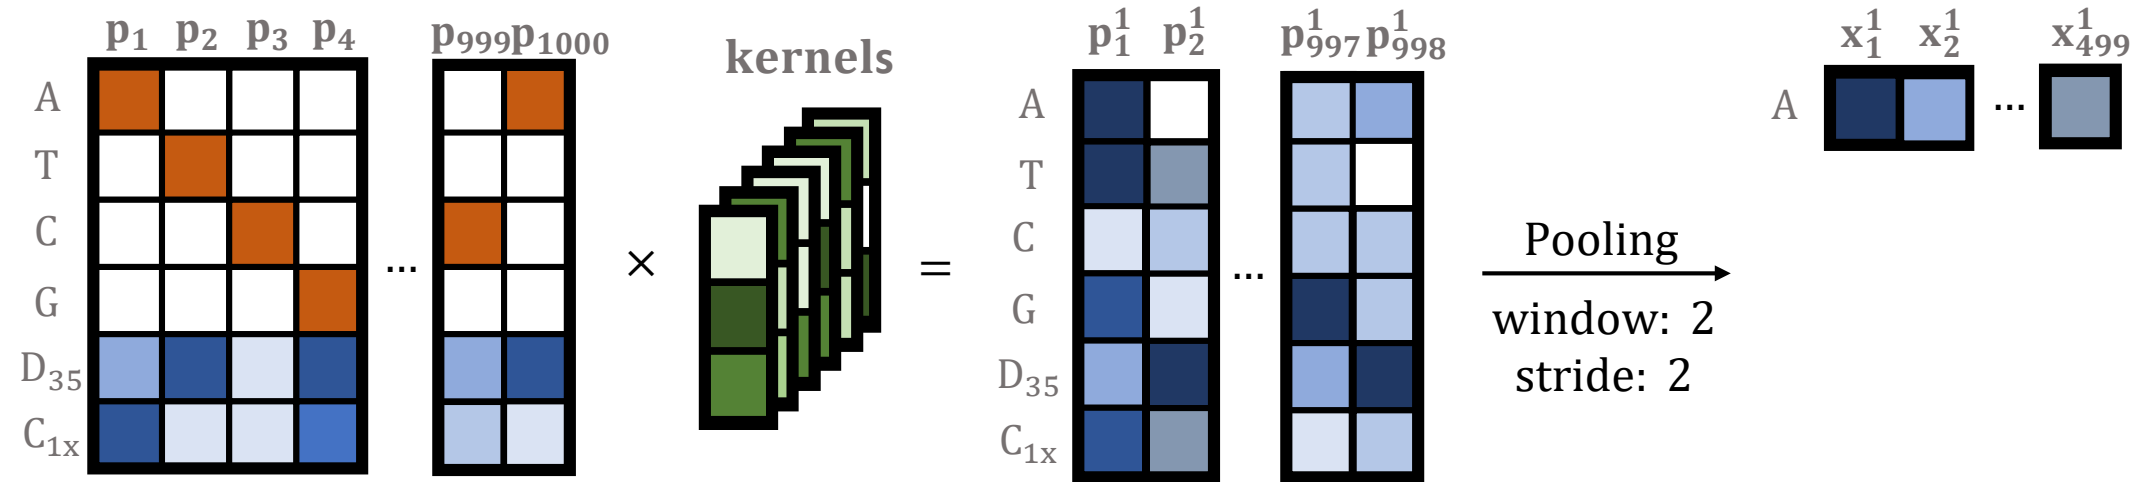 p₁ p₂ p₃ p₄ p₉₉₉ p₁₀₀₀
A
T
C
G
D₃₅
C₁ₓ
...
×
kernels
=
p¹₁ p¹₂ p¹₉₉₇ p¹₉₉₈
A
T
C
G
D₃₅
C₁ₓ
...
Pooling
window: 2
stride: 2
x¹₁ x¹₂ x¹₄₉₉
A ...